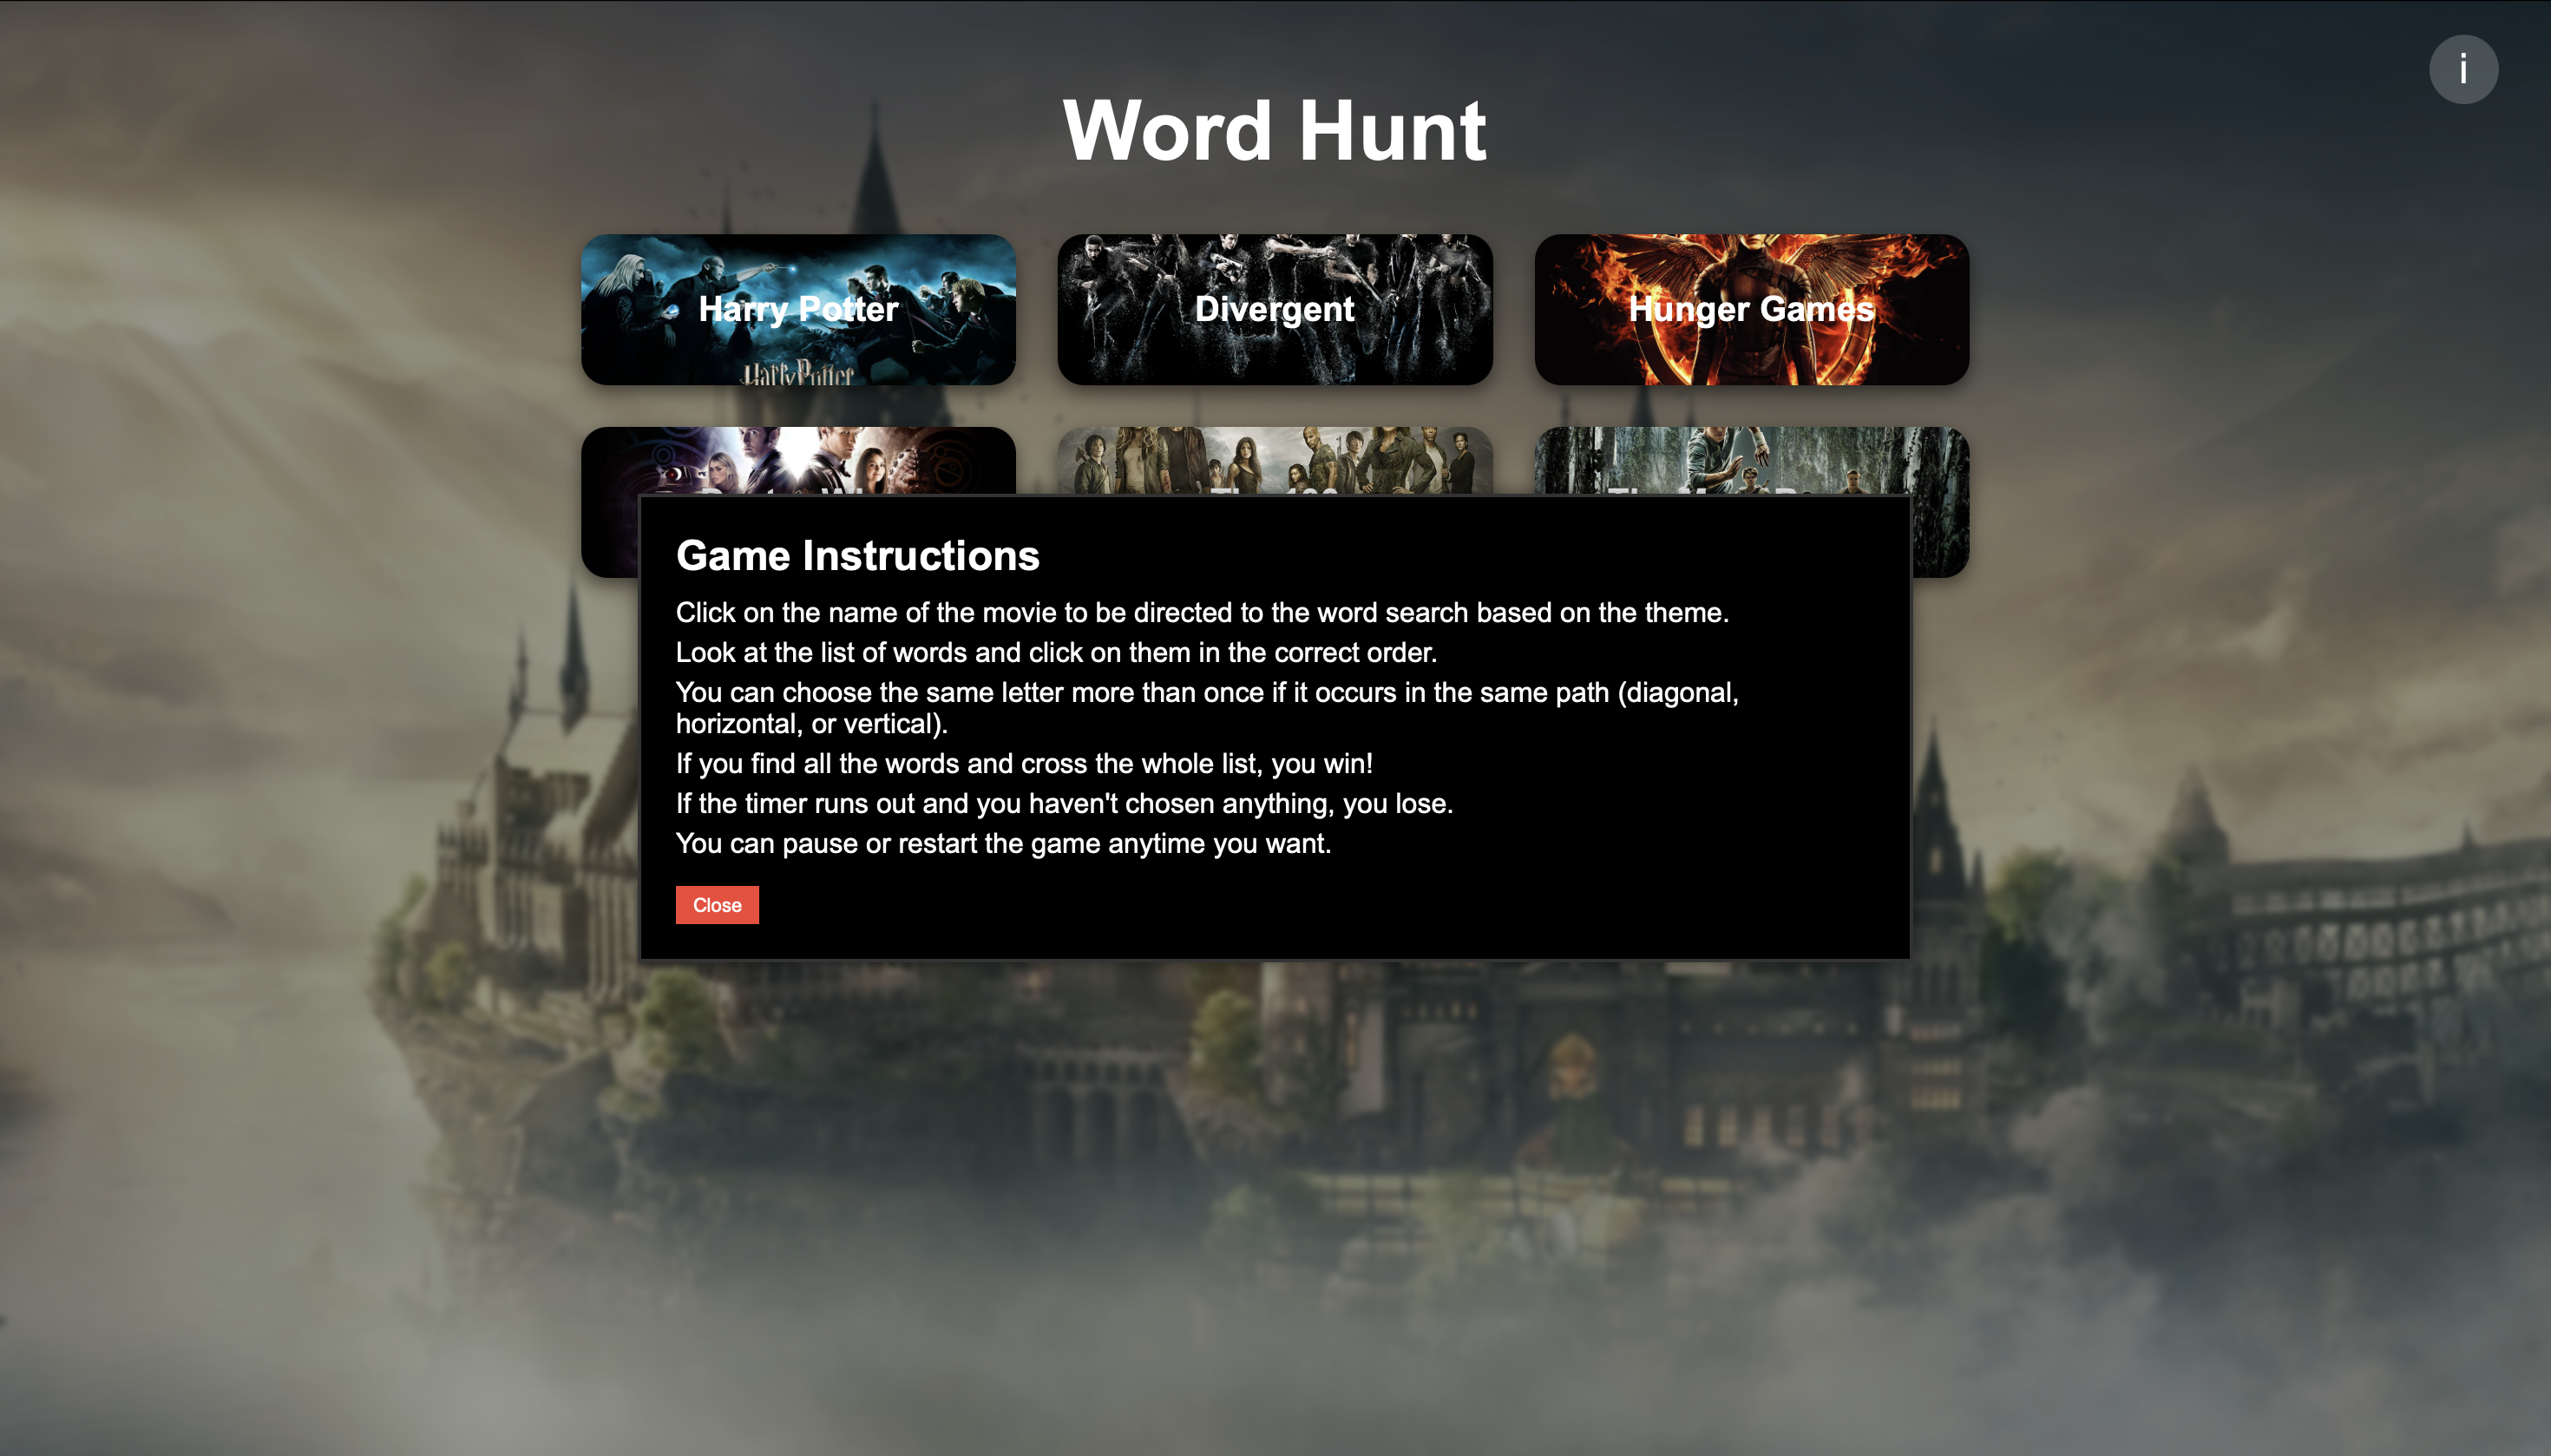 i
Word Hunt
Harry Potter
Divergent
Hunger Games
Harry Potter
The 100
Game Instructions
Click on the name of the movie to be directed to the word search based on the theme.
Look at the list of words and click on them in the correct order.
You can choose the same letter more than once if it occurs in the same path (diagonal,
horizontal, or vertical).
If you find all the words and cross the whole list, you win!
If the timer runs out and you haven't chosen anything, you lose.
You can pause or restart the game anytime you want.
Close